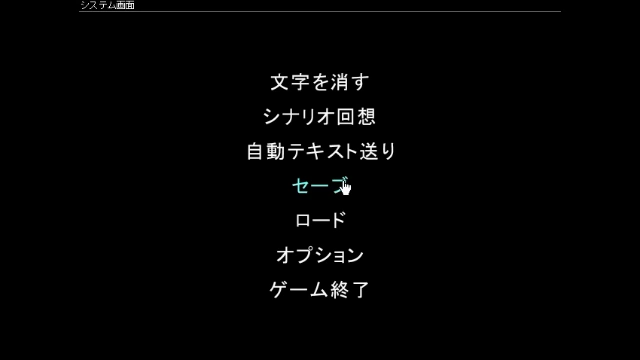 システム画面
文字を消す
シナリオ回想
自動テキスト送り
セーブ
ロード
オプション
ゲーム終了